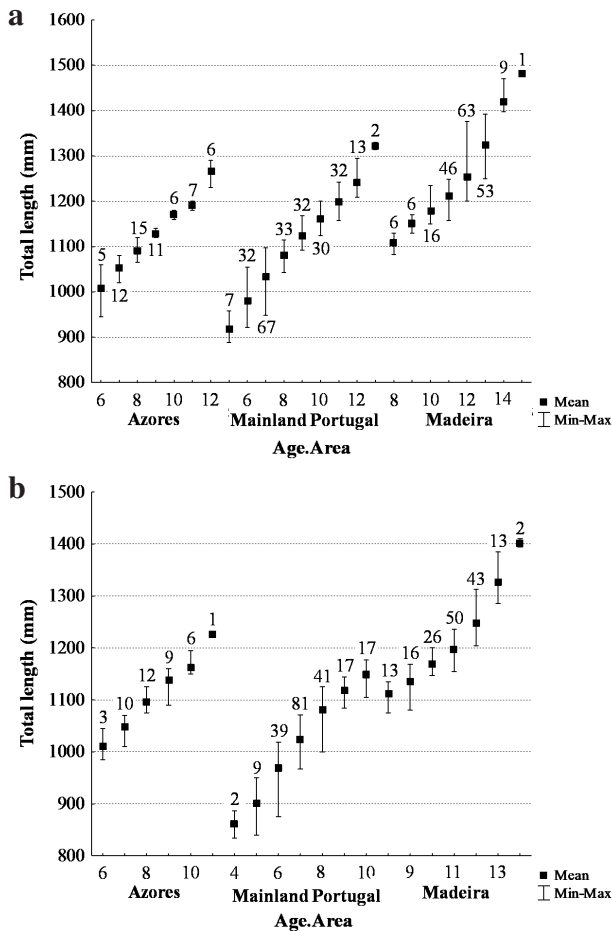 a
1600
1500
1400
1300
1200
1100
1000
900
800
Total length (mm)
5 12 15 11 6 7 6 7 32 67 33 32 30 32 13 2 6 6 16 46 63 53 9 1
6 8 10 12 6 8 10 12 8 10 12 14
Azores Mainland Portugal Madeira
Age.Area
Mean
Min-Max
b
1500
1400
1300
1200
1100
1000
900
800
Total length (mm)
3 10 12 9 6 1 2 9 39 81 41 17 17 13 16 26 50 43 13 2
6 8 10 4 6 8 10 9 11 13
Azores Mainland Portugal Madeira
Age.Area
Mean
Min-Max